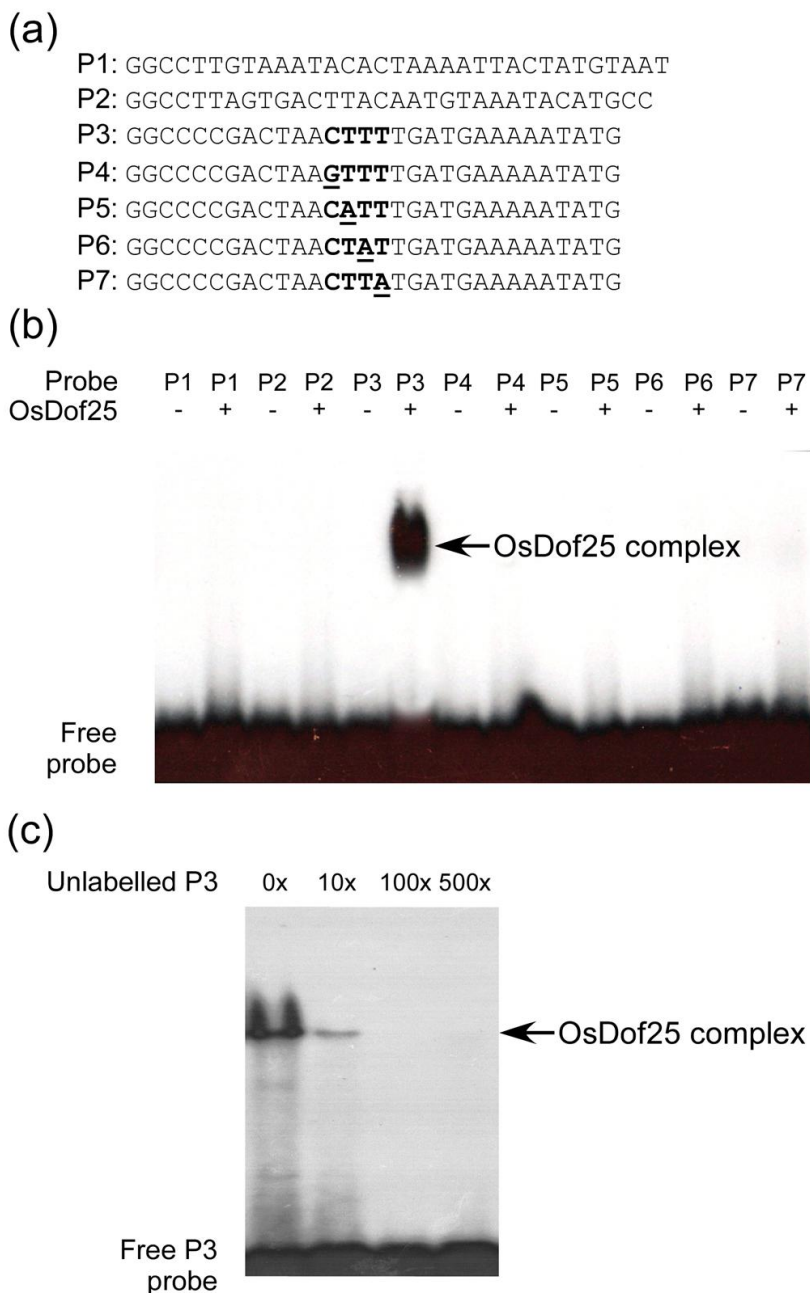 (a)
P1: GGCCTTGTAAATACACTAAAATTACTATGTAAT
P2: GGCCTTAGTGACTTACAATGTAAATACATGCC
P3: GGCCCCGACTAACTTTTGATGAAAAATATG
P4: GGCCCCGACTAAGTTTTGATGAAAAATATG
P5: GGCCCCGACTAACATTTGATGAAAAATATG
P6: GGCCCCGACTAACTATTGATGAAAAATATG
P7: GGCCCCGACTAACTTATGATGAAAAATATG
(b)
Probe P1 P1 P2 P2 P3 P3 P4 P4 P5 P5 P6 P6 P7 P7
OsDof25 - + - + - + - + - + - + - +
OsDof25 complex
Free
probe
(c)
Unlabelled P3 0x 10x 100x 500x
OsDof25 complex
Free P3
probe